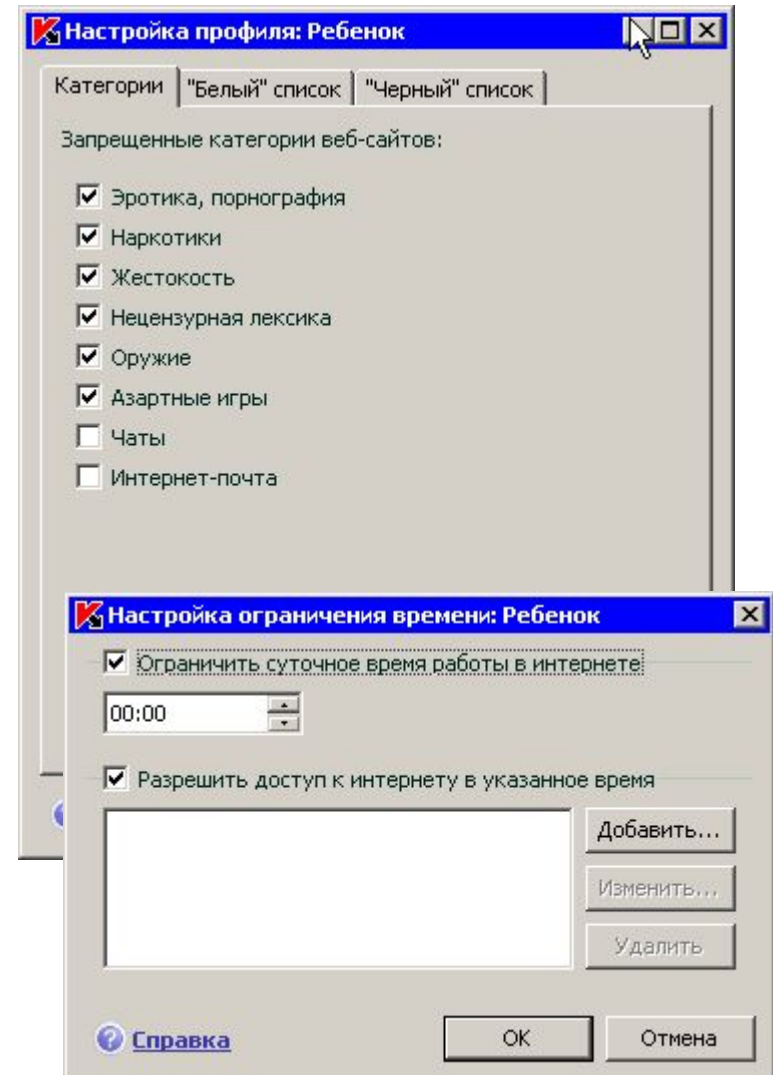 Настройка профиля: Ребенок
Категории "Белый" список "Черный" список
Запрещенные категории веб-сайтов:
Эротика, порнография
Наркотики
Жестокость
Нецензурная лексика
Оружие
Азартные игры
Чаты
Интернет-почта
Настройка ограничения времени: Ребенок
Ограничить суточное время работы в интернете
00:00
Разрешить доступ к интернету в указанное время
Добавить...
Изменить...
Удалить
Справка OK Отмена